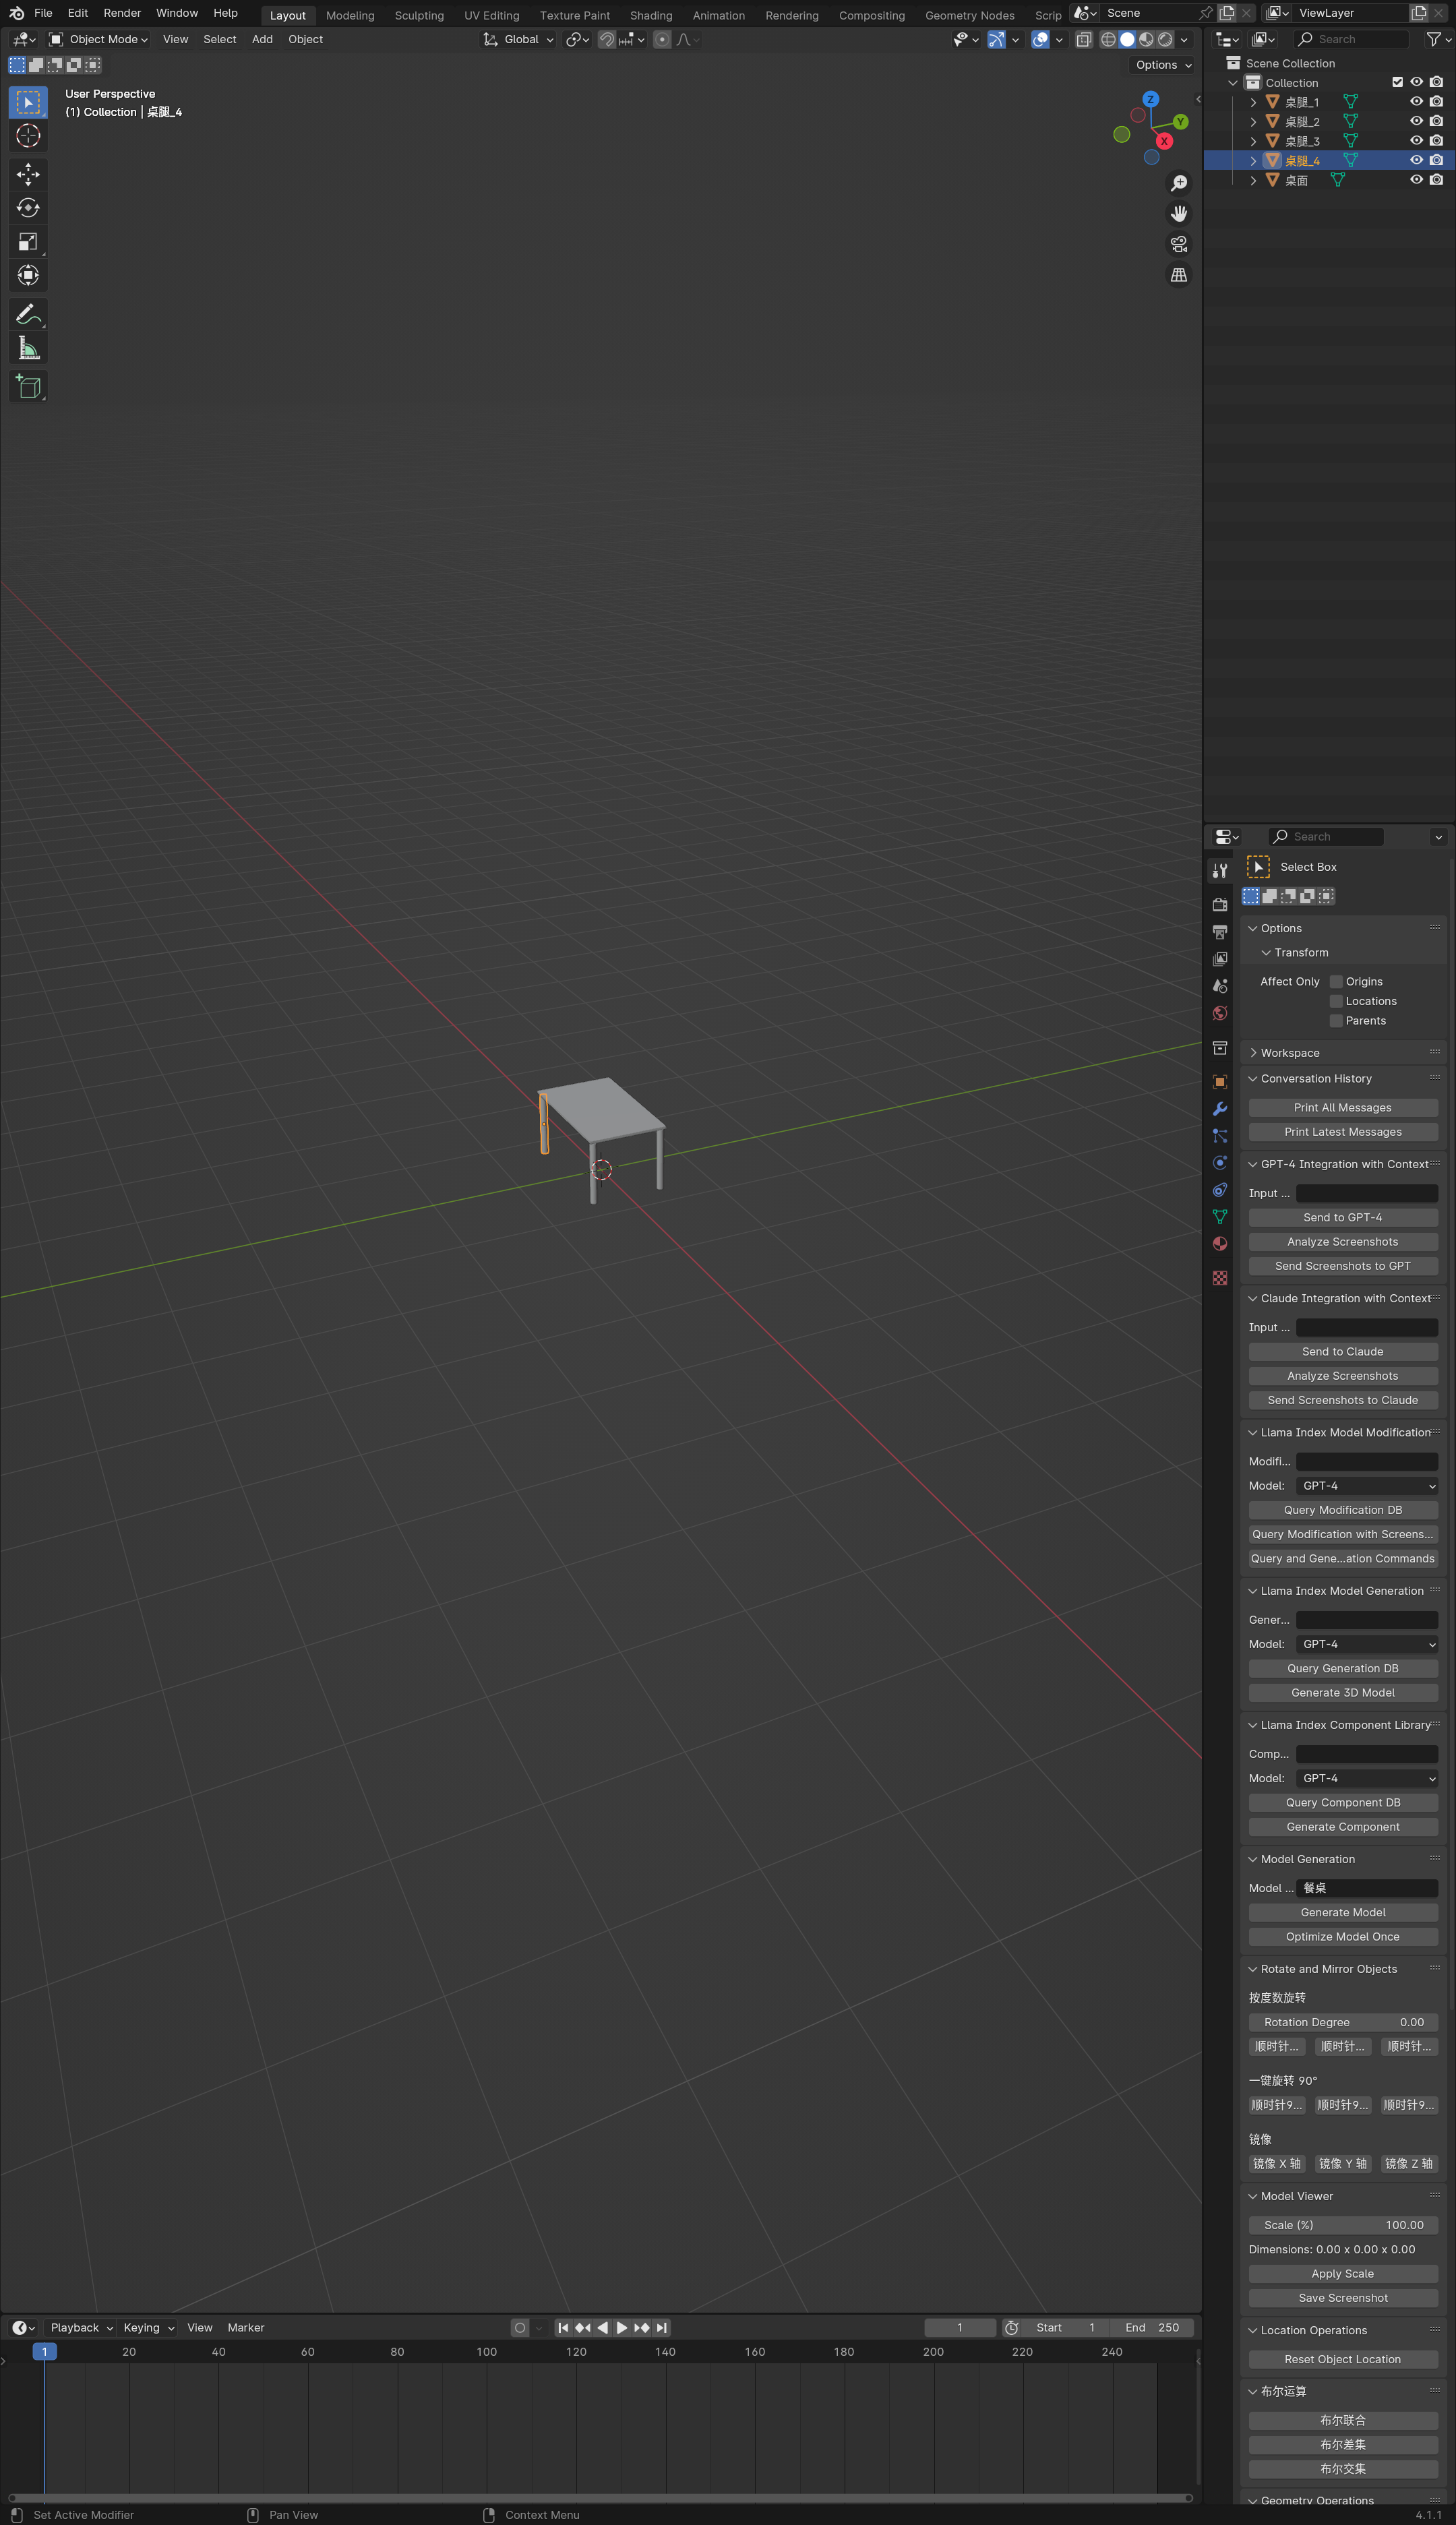 File Edit Render Window Help Layout Modeling Sculpting UV Editing Texture Paint Shading Animation Rendering Compositing Geometry Nodes Scrip Scene ViewLayer
Object Mode View Select Add Object Global Search
Options
User Perspective
(1) Collection | 桌腿_4
Z
Y
X
Scene Collection
Collection
桌腿_1
桌腿_2
桌腿_3
桌腿_4
桌面
Search
Select Box
Options
Transform
Affect Only Origins
Locations
Parents
Workspace
Conversation History
Print All Messages
Print Latest Messages
GPT-4 Integration with Context
Input ...
Send to GPT-4
Analyze Screenshots
Send Screenshots to GPT
Claude Integration with Context
Input ...
Send to Claude
Analyze Screenshots
Send Screenshots to Claude
Llama Index Model Modification
Modifi...
Model: GPT-4
Query Modification DB
Query Modification with Screens...
Query and Gene...ation Commands
Llama Index Model Generation
Gener...
Model: GPT-4
Query Generation DB
Generate 3D Model
Llama Index Component Library
Comp...
Model: GPT-4
Query Component DB
Generate Component
Model Generation
Model ... 餐桌
Generate Model
Optimize Model Once
Rotate and Mirror Objects
按度数旋转
Rotation Degree 0.00
顺时针... 顺时针... 顺时针...
一键旋转 90°
顺时针9... 顺时针9... 顺时针9...
镜像
镜像 X 轴 镜像 Y 轴 镜像 Z 轴
Model Viewer
Scale (%) 100.00
Dimensions: 0.00 x 0.00 x 0.00
Apply Scale
Save Screenshot
Location Operations
Reset Object Location
布尔运算
布尔联合
布尔差集
布尔交集
Geometry Operations
Playback Keying View Marker 1 Start 1 End 250
1 20 40 60 80 100 120 140 160 180 200 220 240
Set Active Modifier Pan View Context Menu 4.1.1